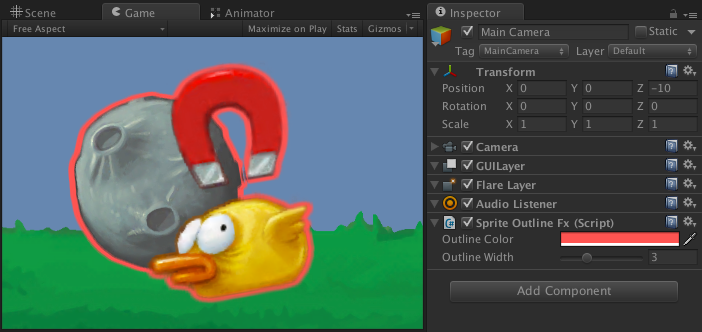 Scene Game Animator
Free Aspect Maximize on Play Stats Gizmos
Inspector
Main Camera Static
Tag MainCamera Layer Default
Transform
Position X 0 Y 0 Z -10
Rotation X 0 Y 0 Z 0
Scale X 1 Y 1 Z 1
Camera
GUILayer
Flare Layer
Audio Listener
Sprite Outline Fx (Script)
Outline Color
Outline Width 3
Add Component